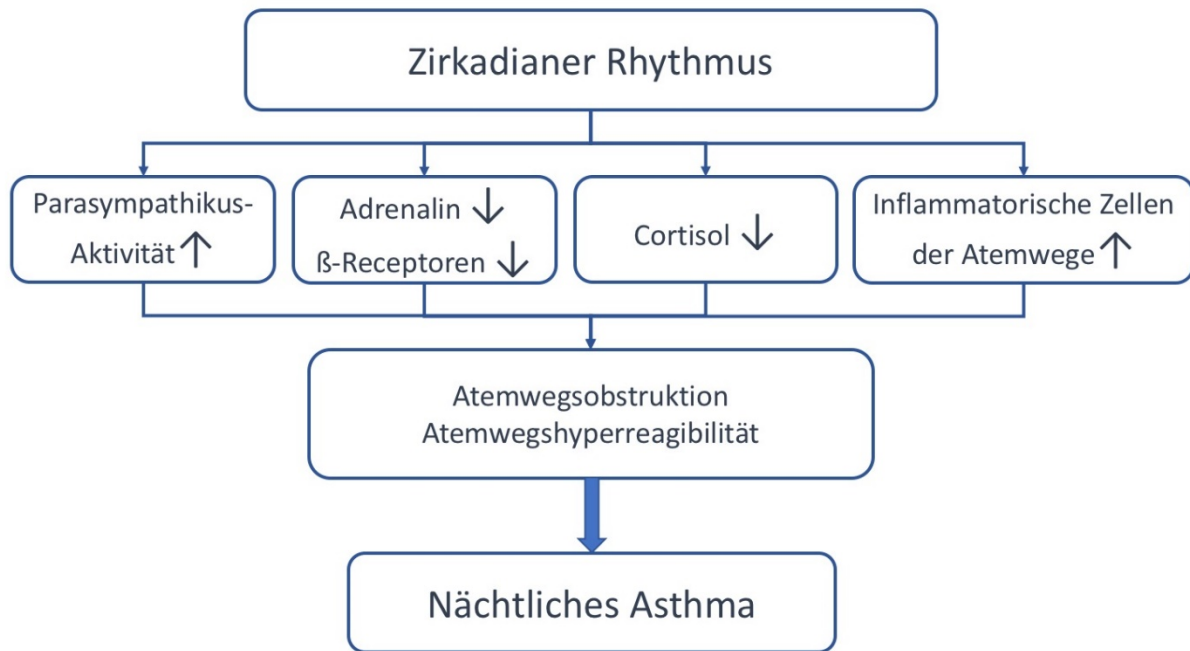 Zirkadianer Rhythmus
Parasympathikus-
Aktivität ↑
Adrenalin ↓
ß-Receptoren ↓
Cortisol ↓
Inflammatorische Zellen
der Atemwege ↑
Atemwegsobstruktion
Atemwegshyperreagibilität
Nächtliches Asthma